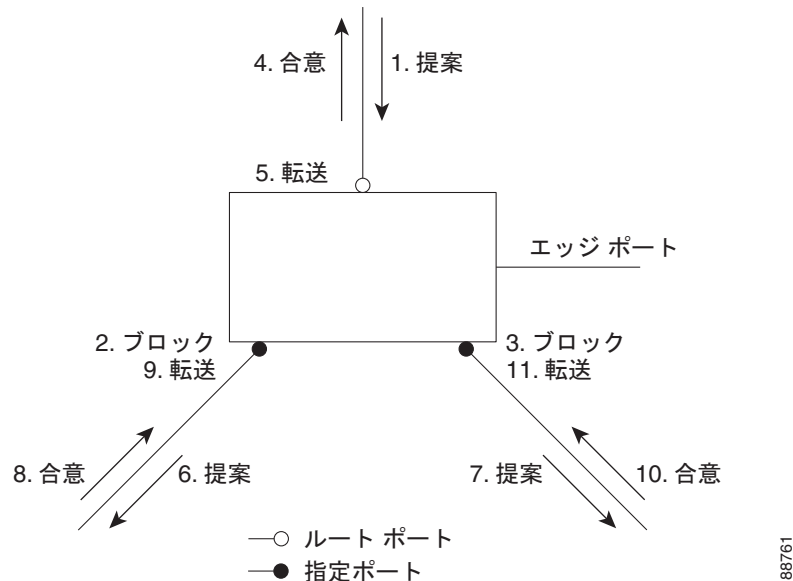 4. 合意
1. 提案
5. 転送
エッジ ポート
2. ブロック
9. 転送
3. ブロック
11. 転送
8. 合意
6. 提案
7. 提案
10. 合意
ルート ポート
指定ポート
88761